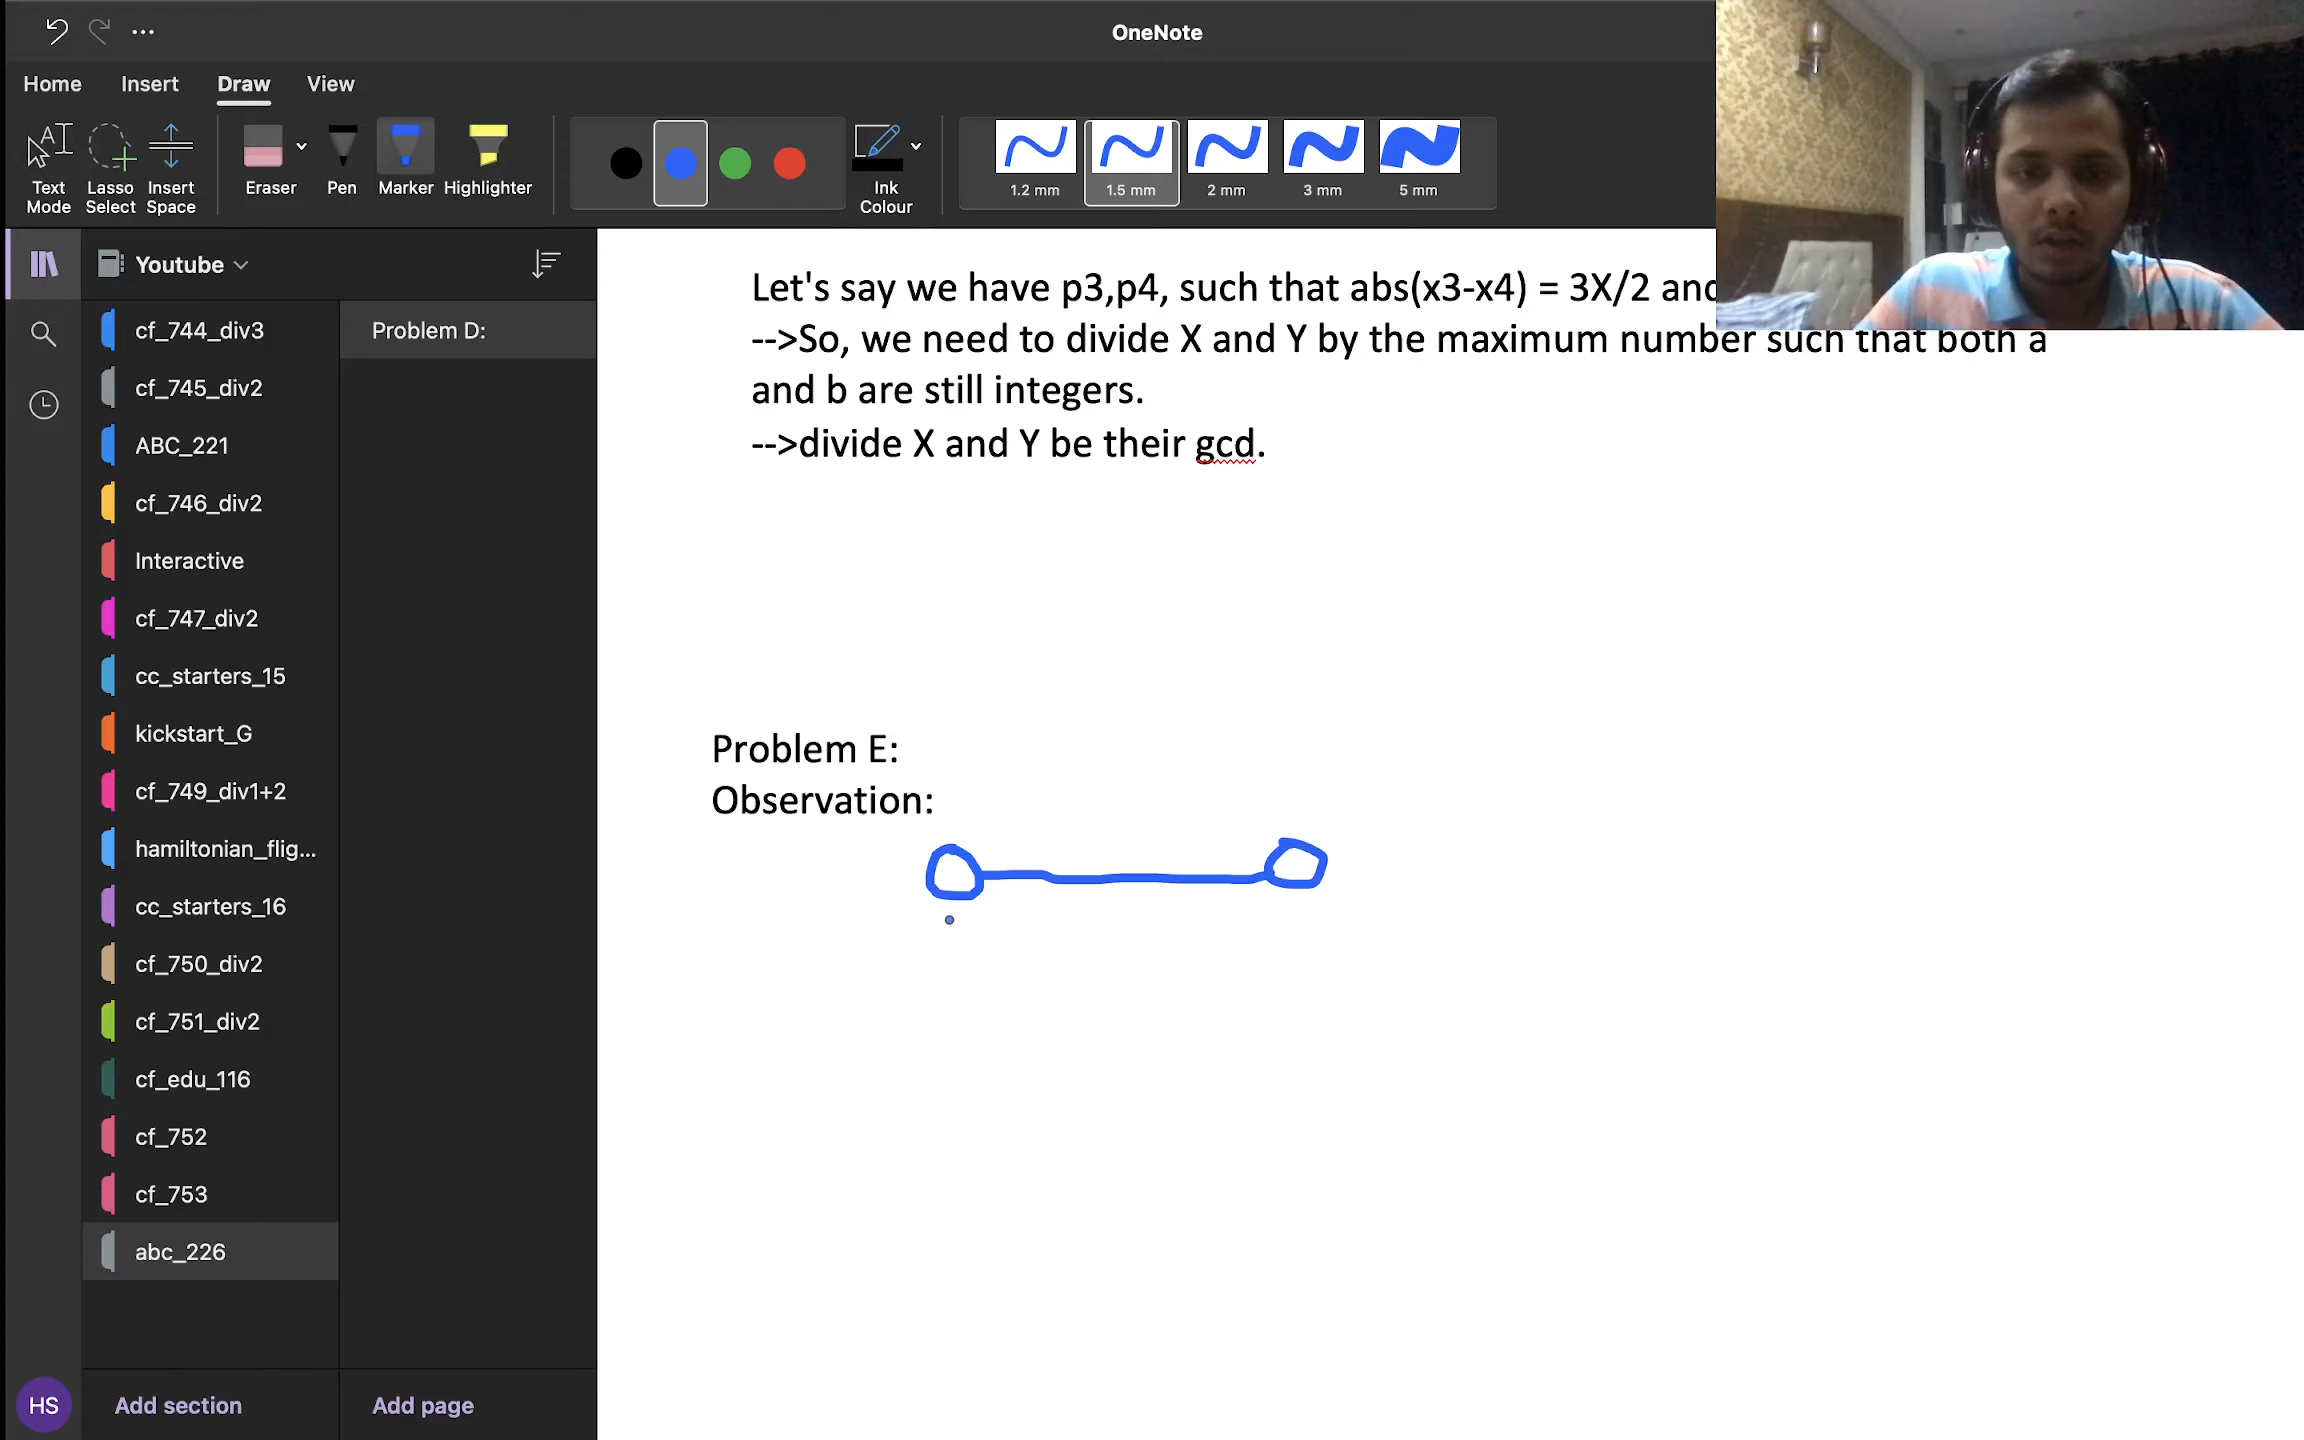 OneNote
Home Insert Draw View
Text Mode
Lasso Select
Insert Space
Eraser
Pen
Marker
Highlighter
Ink Colour
1.2 mm
1.5 mm
2 mm
3 mm
5 mm
Youtube
cf_744_div3
cf_745_div2
ABC_221
cf_746_div2
Interactive
cf_747_div2
cc_starters_15
kickstart_G
cf_749_div1+2
hamiltonian_flig...
cc_starters_16
cf_750_div2
cf_751_div2
cf_edu_116
cf_752
cf_753
abc_226
HS
Add section
Problem D:
Add page
Let's say we have p3,p4, such that abs(x3-x4) = 3X/2 and
-->So, we need to divide X and Y by the maximum number such that both a
and b are still integers.
-->divide X and Y be their gcd.
Problem E:
Observation: